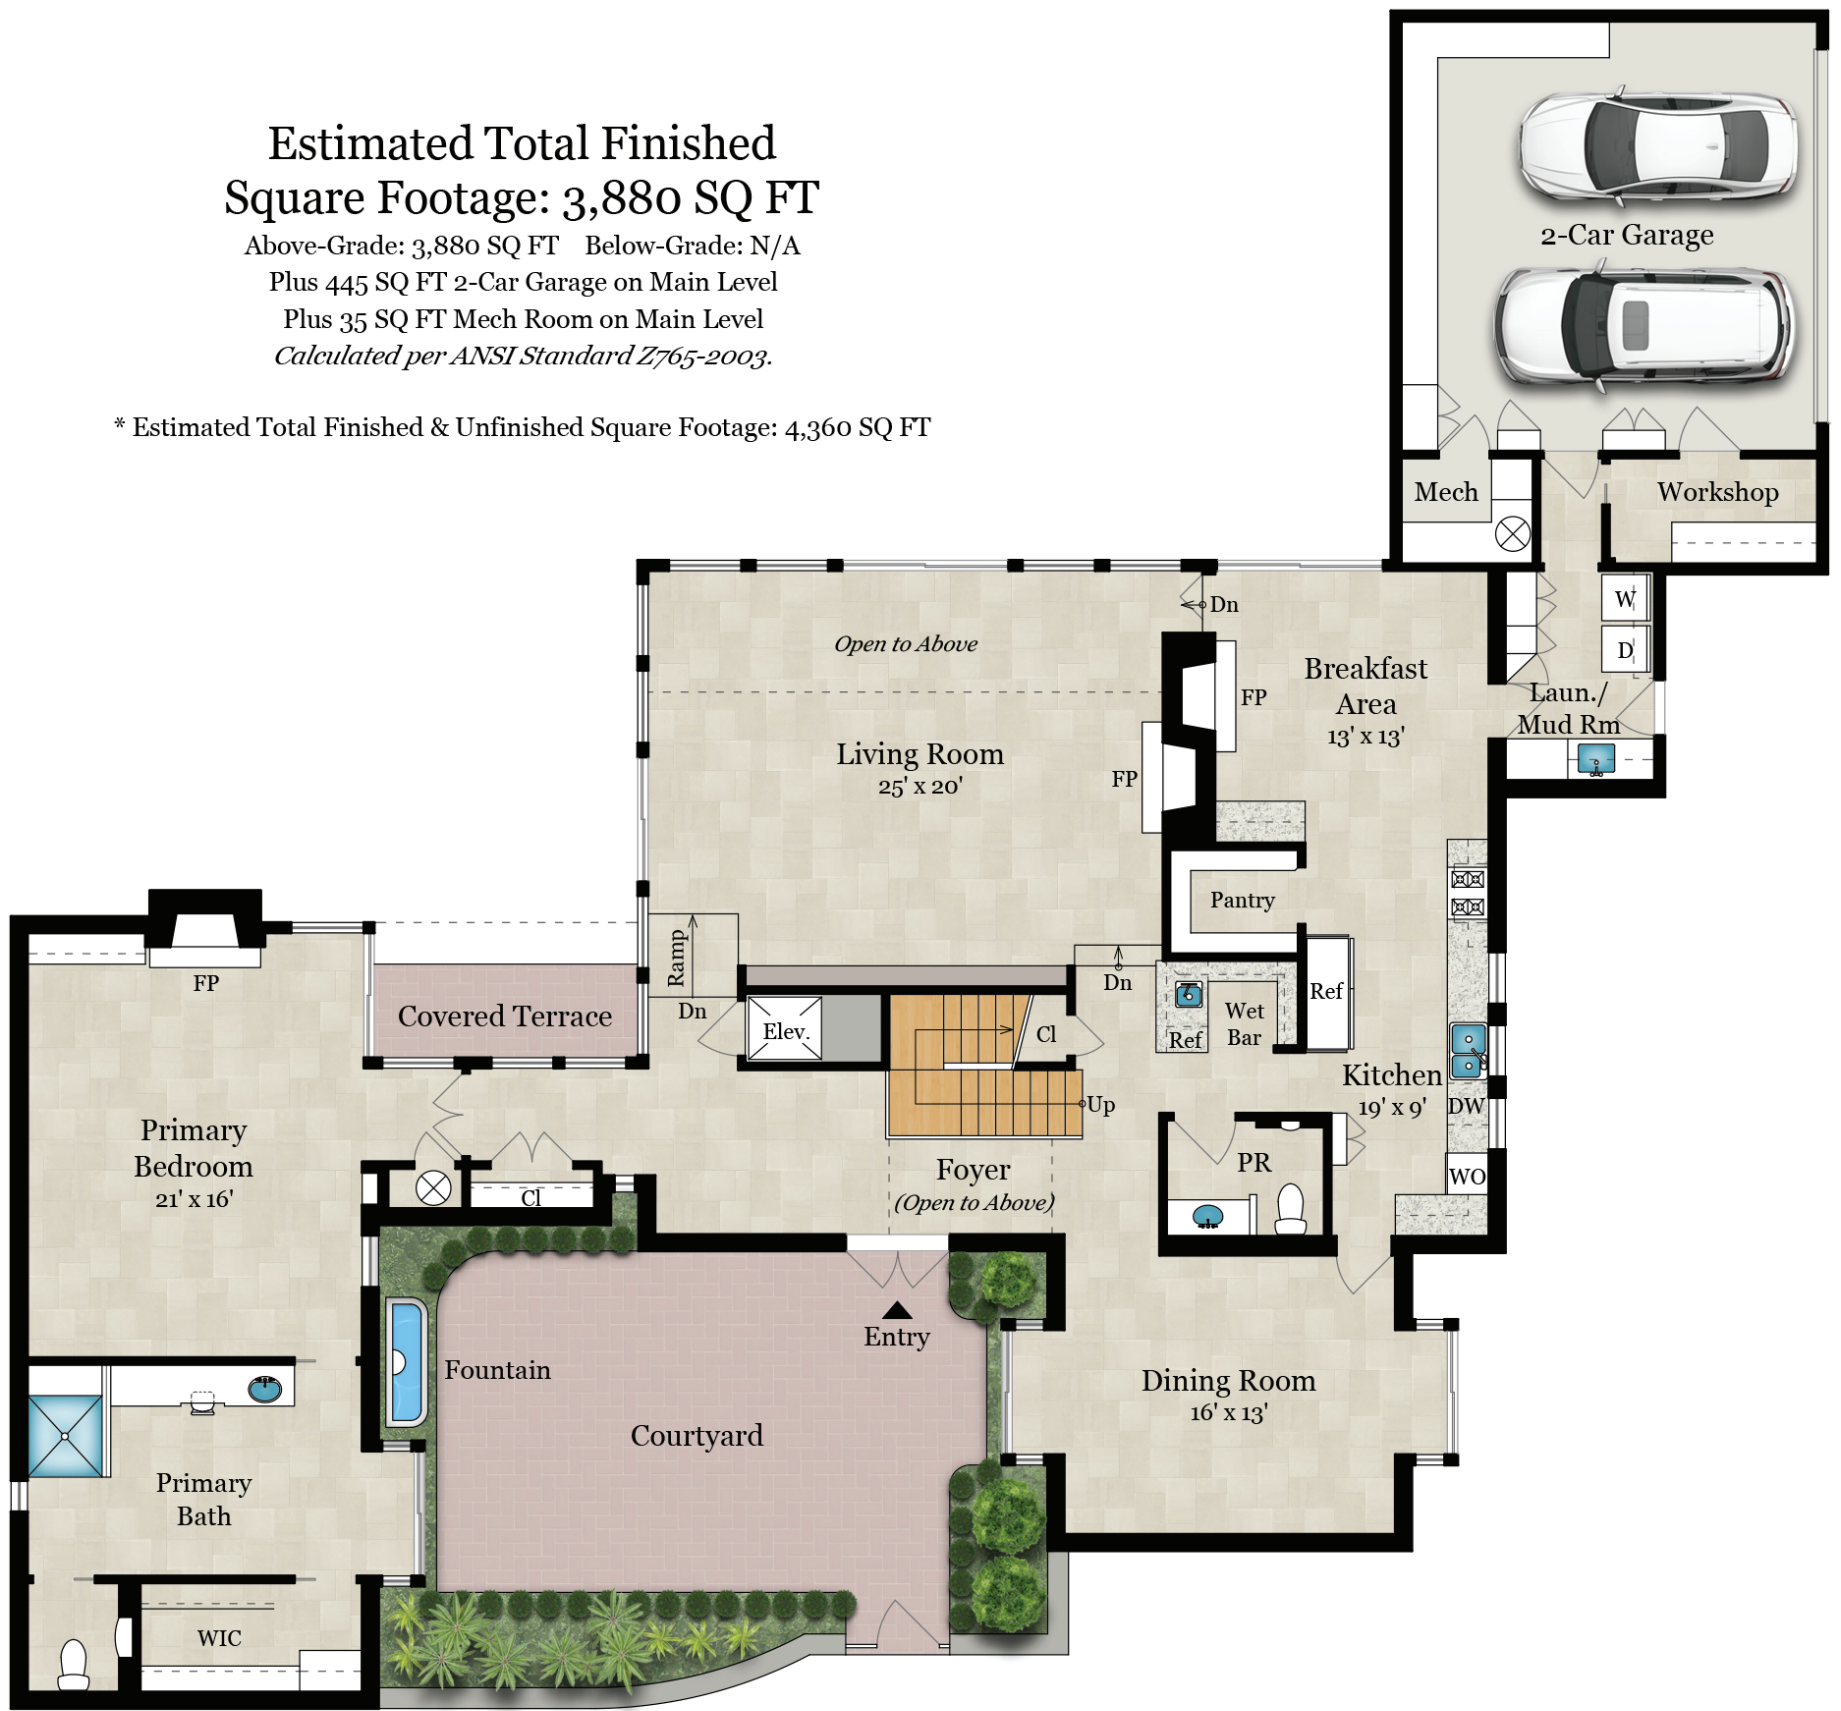 Estimated Total Finished
Square Footage: 3,880 SQ FT
Above-Grade: 3,880 SQ FT Below-Grade: N/A
Plus 445 SQ FT 2-Car Garage on Main Level
Plus 35 SQ FT Mech Room on Main Level
Calculated per ANSI Standard Z765-2003.
* Estimated Total Finished & Unfinished Square Footage: 4,360 SQ FT
2-Car Garage
Mech
Workshop
W
D
Laun./
Mud Rm
Dn
Open to Above
Breakfast
Area
13' x 13'
FP
Living Room
25' x 20'
FP
Pantry
Ramp
Dn
Dn
Ref
Wet
Bar
Ref
Elev.
Cl
Up
Kitchen
19' x 9'
DW
WO
PR
Foyer
(Open to Above)
FP
Covered Terrace
Primary
Bedroom
21' x 16'
Cl
Entry
Fountain
Courtyard
Dining Room
16' x 13'
Primary
Bath
WIC